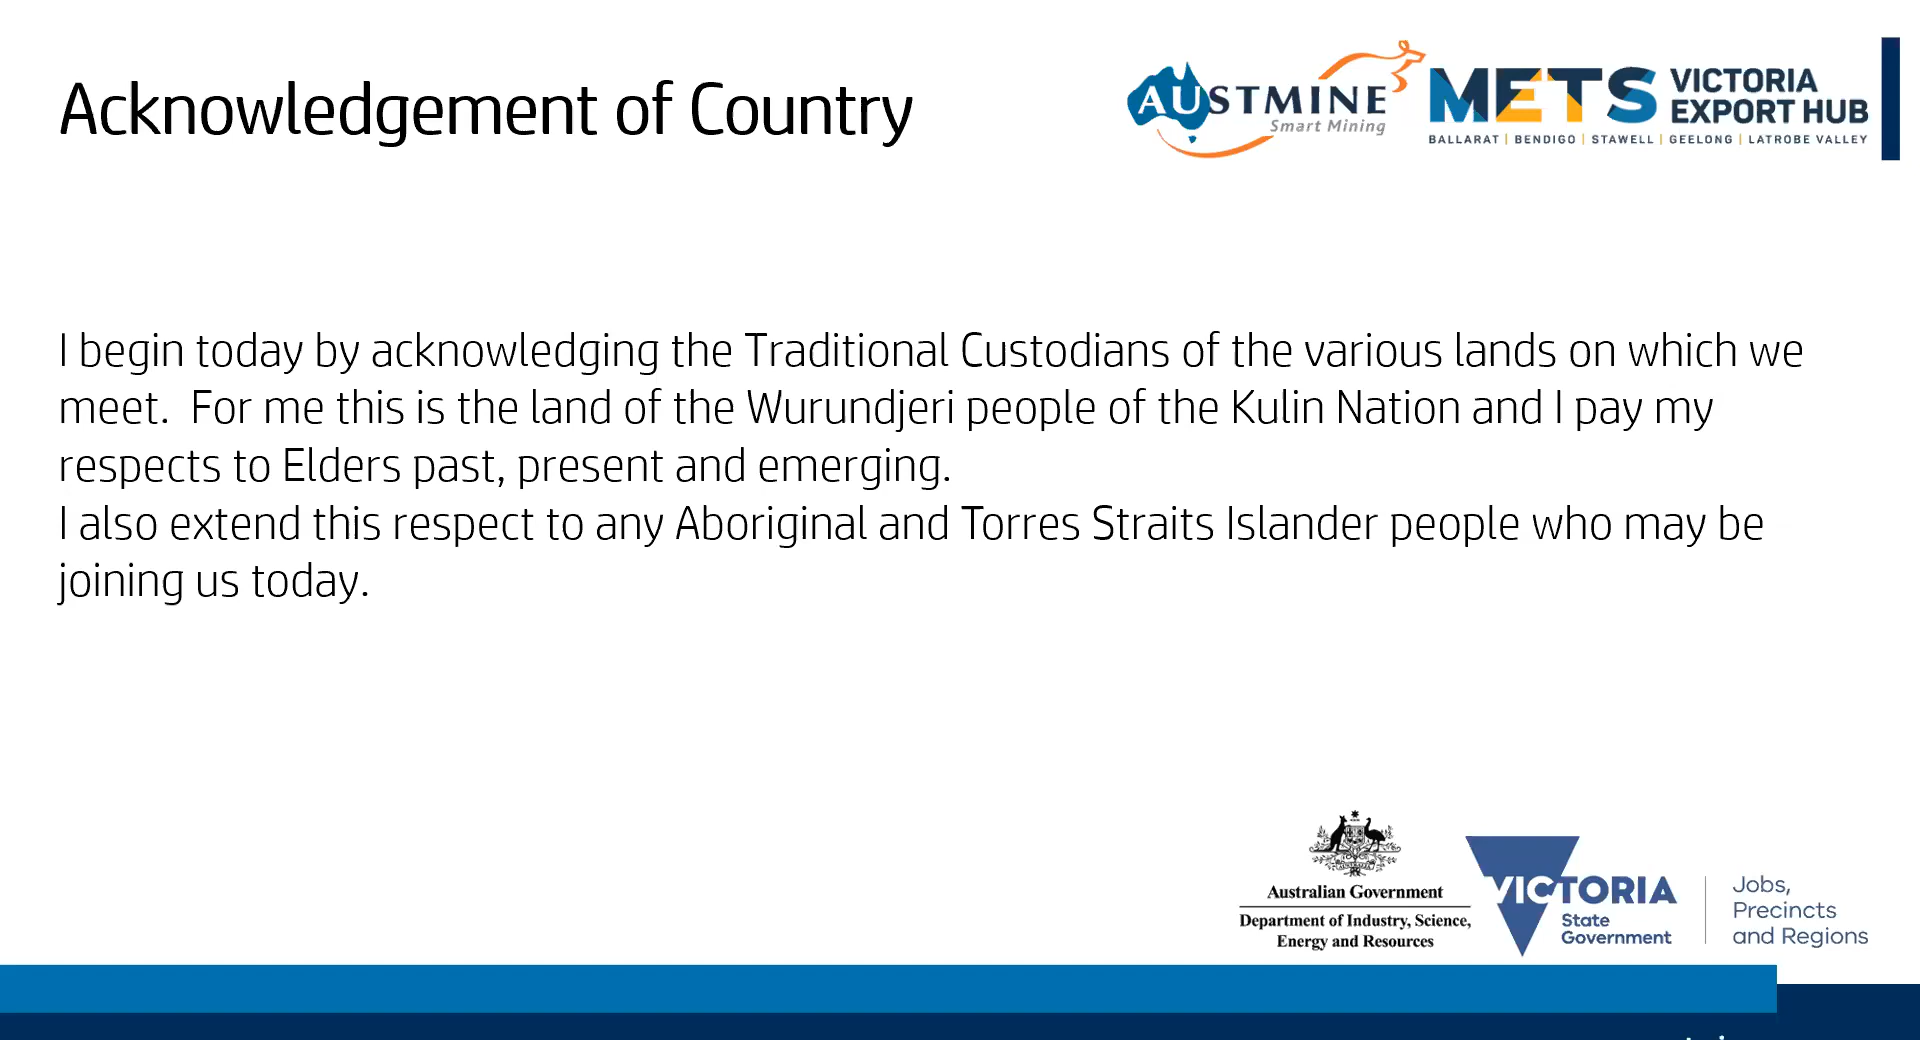 Acknowledgement of Country
AUSTMINE
Smart Mining
METS VICTORIA EXPORT HUB
BALLARAT | BENDIGO | STAWELL | GEELONG | LATROBE VALLEY
I begin today by acknowledging the Traditional Custodians of the various lands on which we
meet.  For me this is the land of the Wurundjeri people of the Kulin Nation and I pay my
respects to Elders past, present and emerging.
I also extend this respect to any Aboriginal and Torres Straits Islander people who may be
joining us today.
Australian Government
Department of Industry, Science,
Energy and Resources
VICTORIA
State
Government
Jobs,
Precincts
and Regions